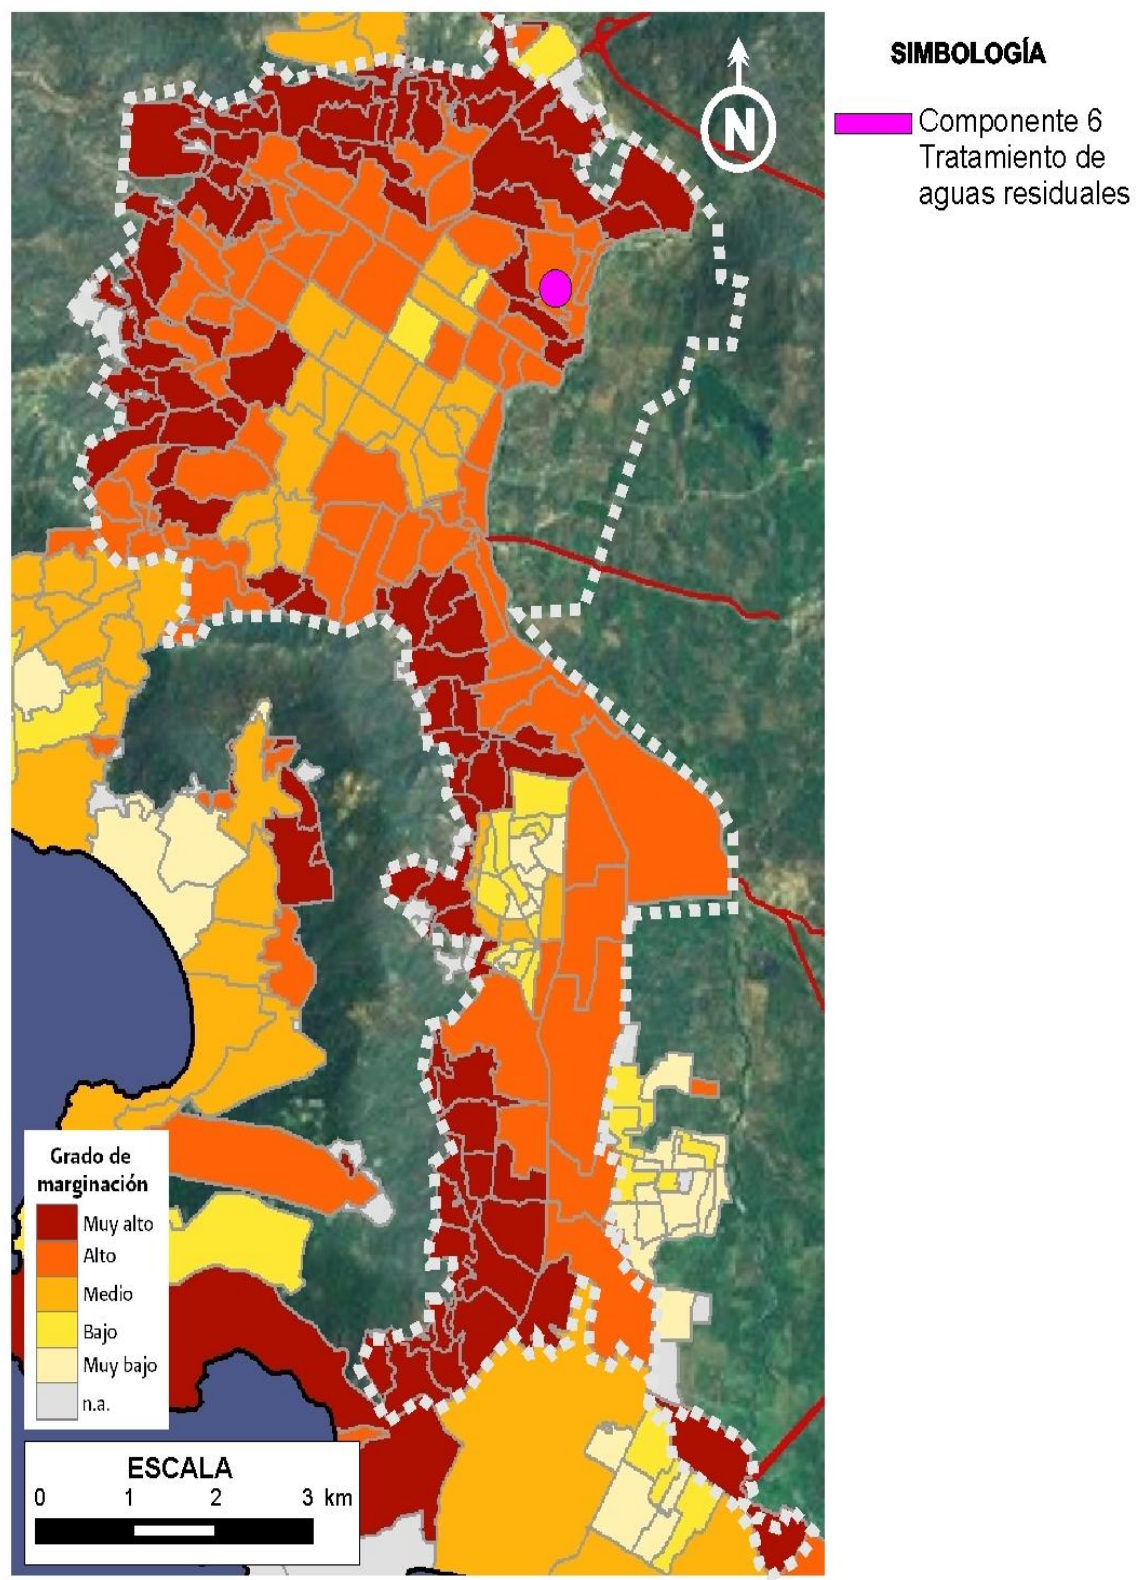 SIMBOLOGÍA
Componente 6
Tratamiento de
aguas residuales
N
Grado de
marginación
Muy alto
Alto
Medio
Bajo
Muy bajo
n.a.
ESCALA
0 1 2 3 km